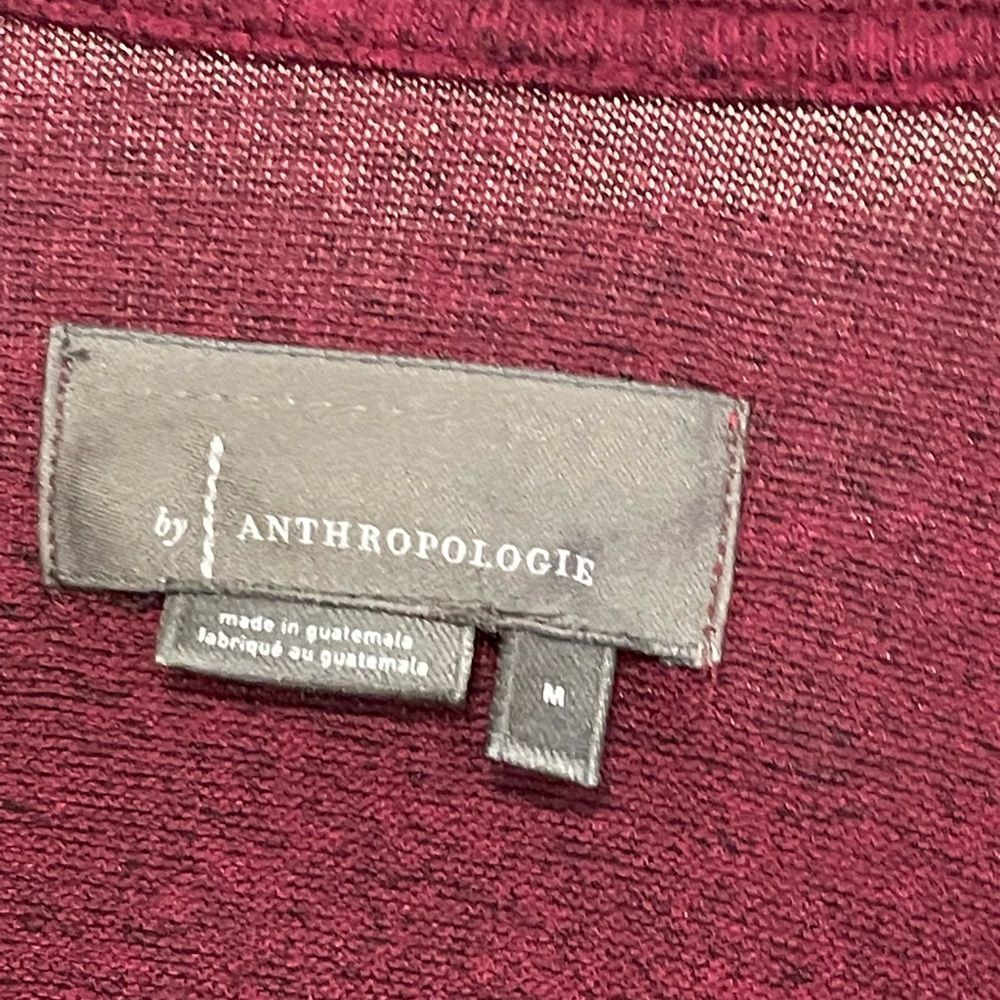 by ANTHROPOLOGIE
made in guatemala
fabriqué au guatemala
M